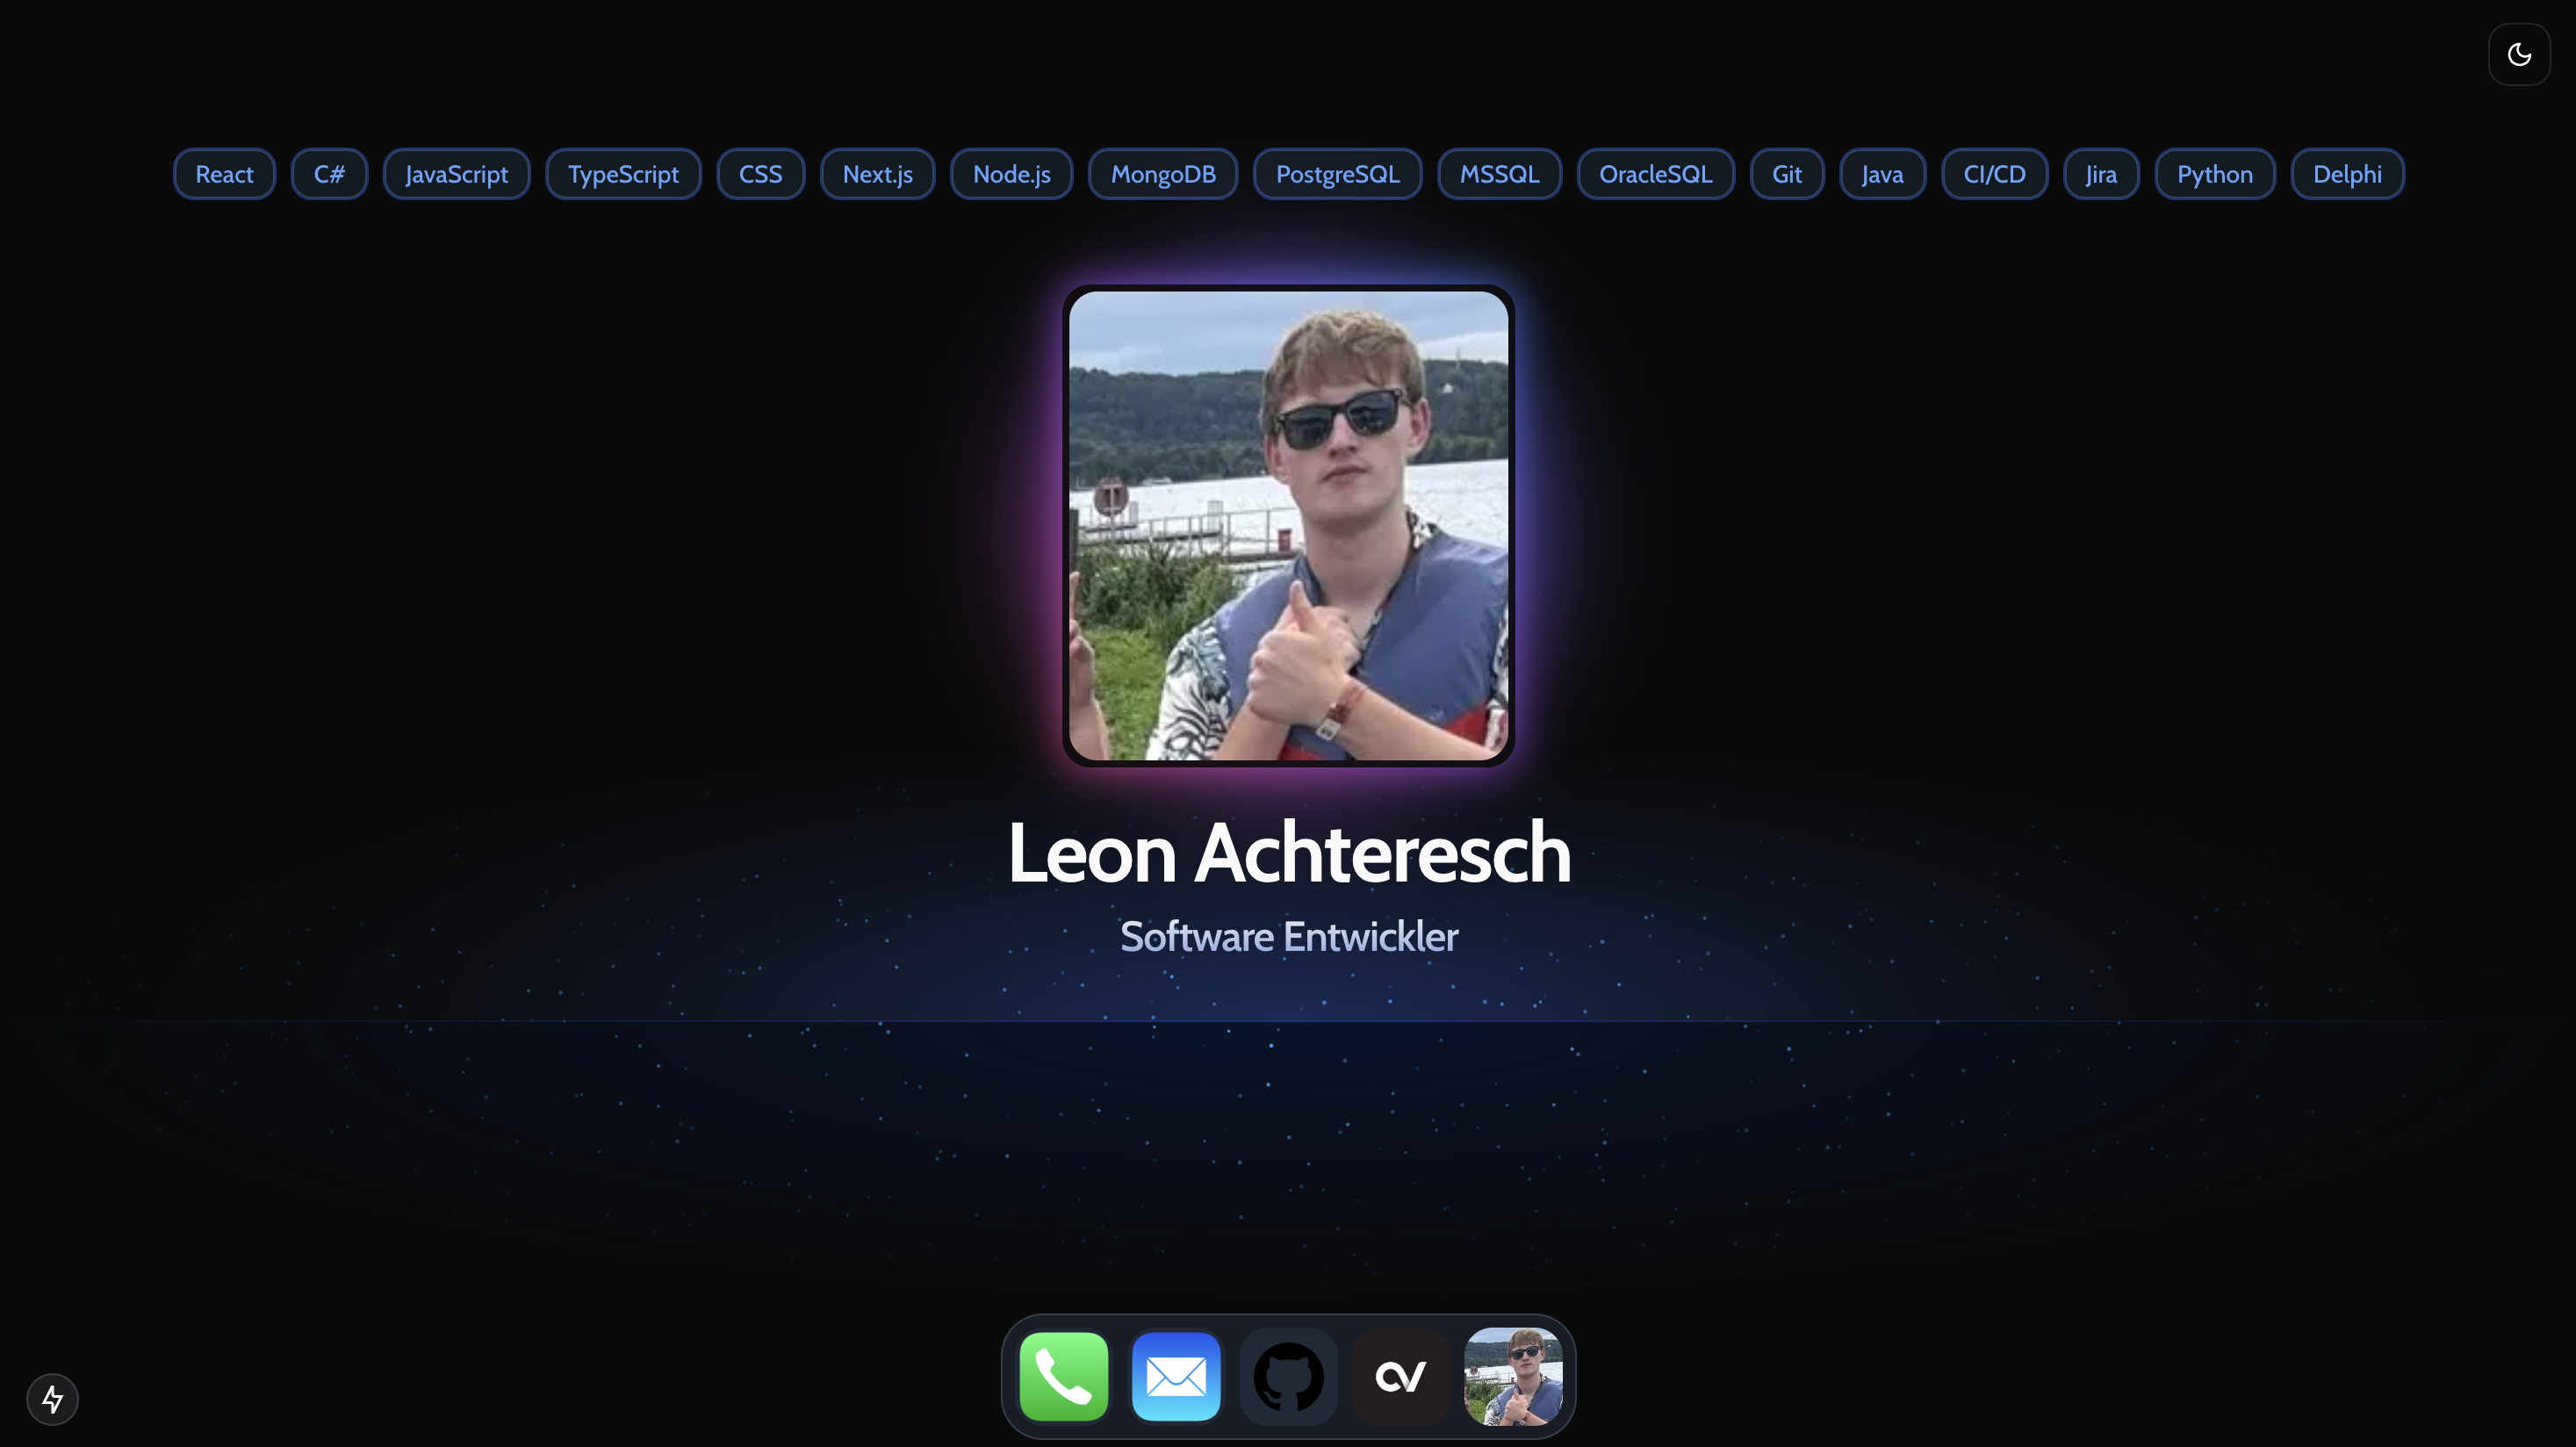 React C# JavaScript TypeScript CSS Next.js Node.js MongoDB PostgreSQL MSSQL OracleSQL Git Java CI/CD Jira Python Delphi
Leon Achteresch
Software Entwickler